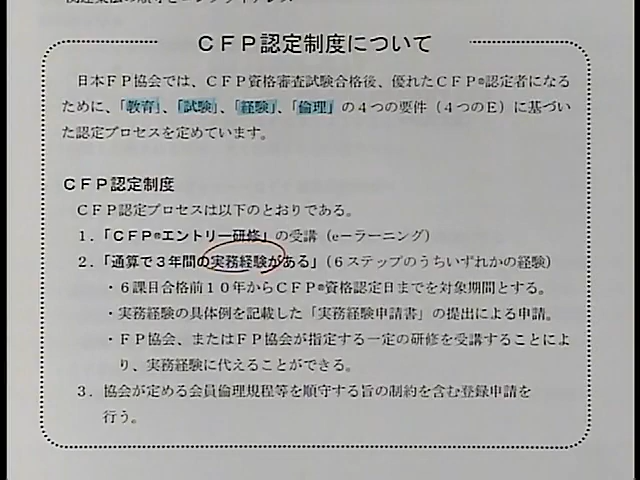 ＣＦＰ認定制度について
日本ＦＰ協会では、ＣＦＰ資格審査試験合格後、優れたＣＦＰ®認定者になる
ために、「教育」、「試験」、「経験」、「倫理」の４つの要件（４つのＥ）に基づい
た認定プロセスを定めています。
ＣＦＰ認定制度
ＣＦＰ認定プロセスは以下のとおりである。
１．「ＣＦＰ®エントリー研修」の受講（e－ラーニング）
２．「通算で３年間の実務経験がある」（６ステップのうちいずれかの経験）
・６課目合格前１０年からＣＦＰ®資格認定日までを対象期間とする。
・実務経験の具体例を記載した「実務経験申請書」の提出による申請。
・ＦＰ協会、またはＦＰ協会が指定する一定の研修を受講することによ
り、実務経験に代えることができる。
３．協会が定める会員倫理規程等を順守する旨の制約を含む登録申請を
行う。